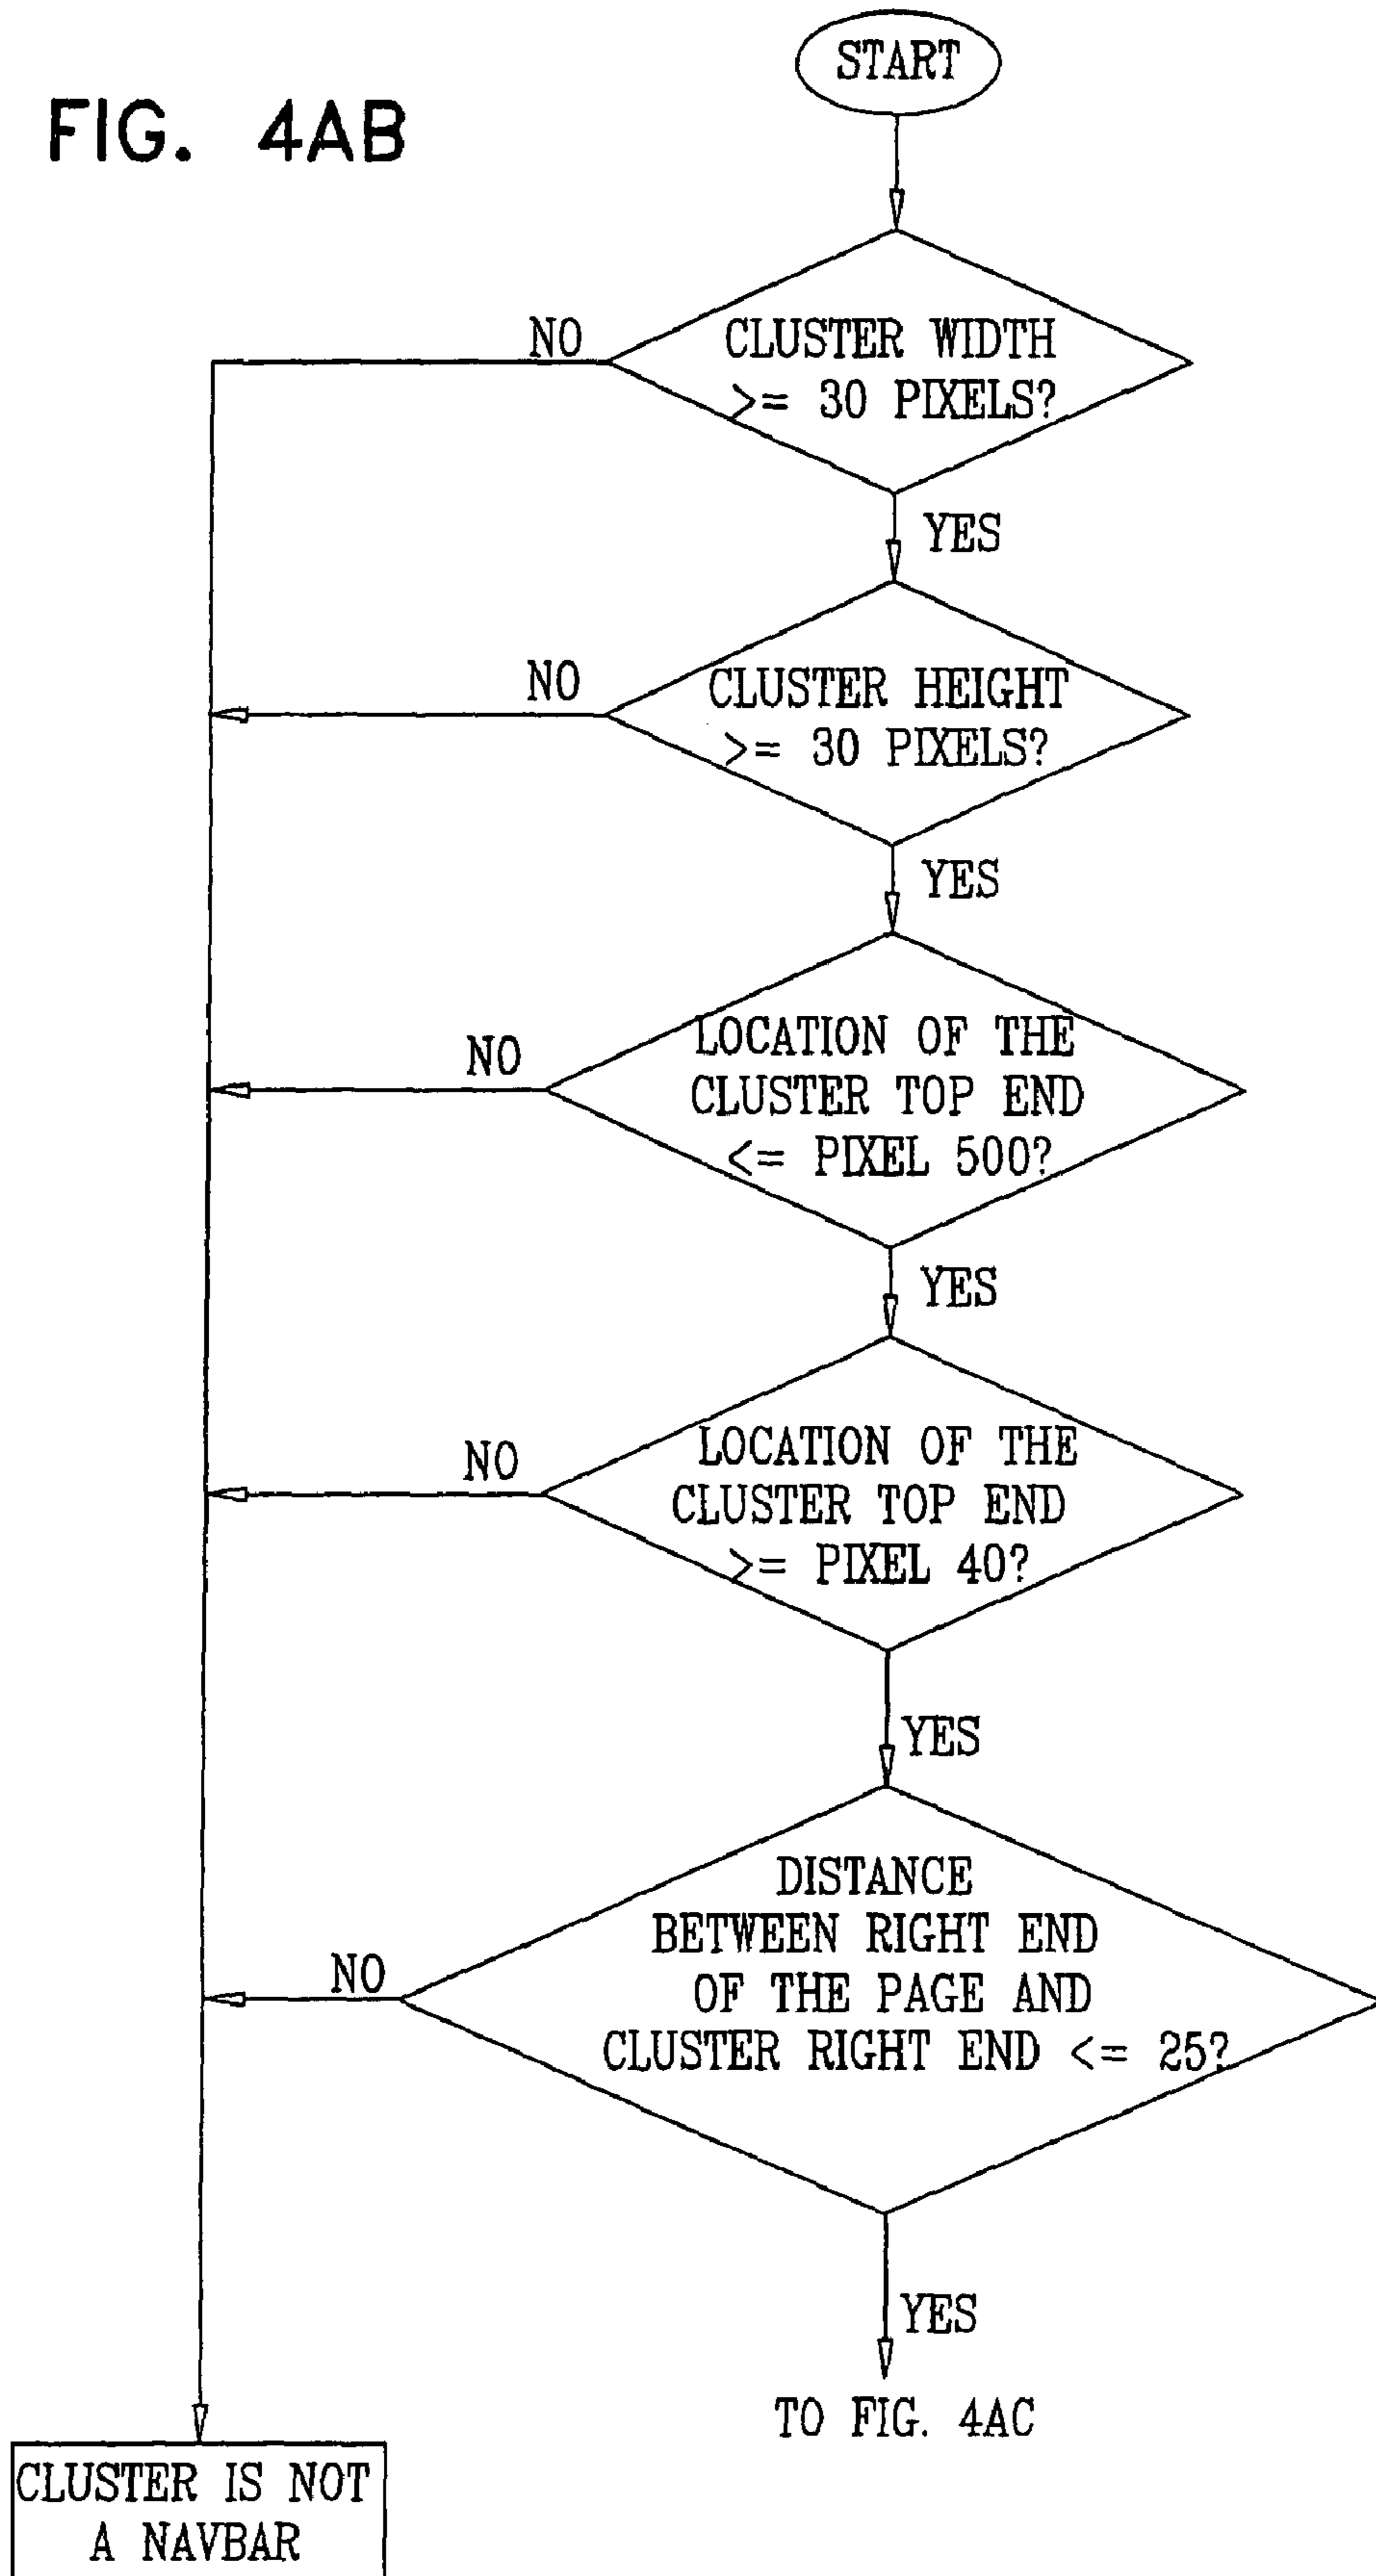 FIG. 4AB
START
NO
CLUSTER WIDTH
>= 30 PIXELS?
YES
NO
CLUSTER HEIGHT
>= 30 PIXELS?
YES
NO
LOCATION OF THE
CLUSTER TOP END
<= PIXEL 500?
YES
NO
LOCATION OF THE
CLUSTER TOP END
>= PIXEL 40?
YES
NO
DISTANCE
BETWEEN RIGHT END
OF THE PAGE AND
CLUSTER RIGHT END <= 25?
YES
TO FIG. 4AC
CLUSTER IS NOT
A NAVBAR